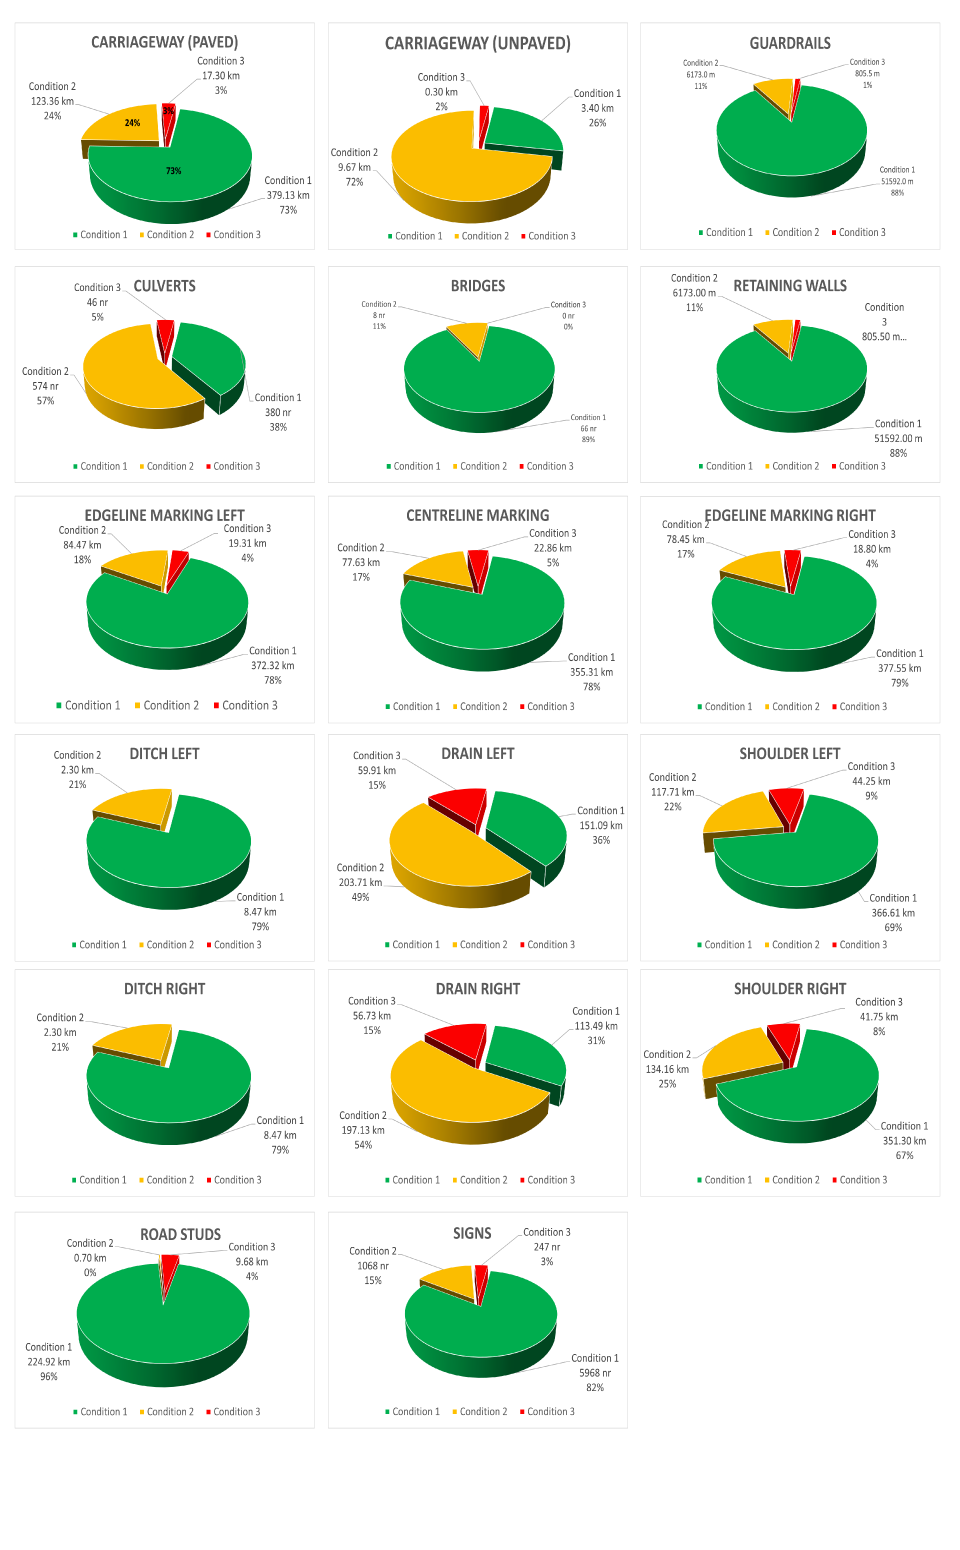 CARRIAGEWAY (PAVED)
Condition 3
17.30 km
3%
Condition 2
123.36 km
24%
3%
24%
73%
Condition 1
379.13 km
73%
Condition 1 Condition 2 Condition 3
CARRIAGEWAY (UNPAVED)
Condition 3
0.30 km
2%
Condition 1
3.40 km
26%
Condition 2
9.67 km
72%
Condition 1 Condition 2 Condition 3
GUARDRAILS
Condition 2
6173.0 m
11%
Condition 3
805.5 m
1%
Condition 1
51592.0 m
88%
Condition 1 Condition 2 Condition 3
CULVERTS
Condition 3
46 nr
5%
Condition 2
574 nr
57%
Condition 1
380 nr
38%
Condition 1 Condition 2 Condition 3
BRIDGES
Condition 2
8 nr
11%
Condition 3
0 nr
0%
Condition 1
66 nr
89%
Condition 1 Condition 2 Condition 3
RETAINING WALLS
Condition 2
6173.00 m
11%
Condition
3
805.50 m...
Condition 1
51592.00 m
88%
Condition 1 Condition 2 Condition 3
EDGELINE MARKING LEFT
Condition 2
84.47 km
18%
Condition 3
19.31 km
4%
Condition 1
372.32 km
78%
Condition 1 Condition 2 Condition 3
CENTRELINE MARKING
Condition 2
77.63 km
17%
Condition 3
22.86 km
5%
Condition 1
355.31 km
78%
Condition 1 Condition 2 Condition 3
EDGELINE MARKING RIGHT
Condition 2
78.45 km
17%
Condition 3
18.80 km
4%
Condition 1
377.55 km
79%
Condition 1 Condition 2 Condition 3
DITCH LEFT
Condition 2
2.30 km
21%
Condition 1
8.47 km
79%
Condition 1 Condition 2 Condition 3
DRAIN LEFT
Condition 3
59.91 km
15%
Condition 1
151.09 km
36%
Condition 2
203.71 km
49%
Condition 1 Condition 2 Condition 3
SHOULDER LEFT
Condition 3
44.25 km
9%
Condition 2
117.71 km
22%
Condition 1
366.61 km
69%
Condition 1 Condition 2 Condition 3
DITCH RIGHT
Condition 2
2.30 km
21%
Condition 1
8.47 km
79%
Condition 1 Condition 2 Condition 3
DRAIN RIGHT
Condition 3
56.73 km
15%
Condition 1
113.49 km
31%
Condition 2
197.13 km
54%
Condition 1 Condition 2 Condition 3
SHOULDER RIGHT
Condition 3
41.75 km
8%
Condition 2
134.16 km
25%
Condition 1
351.30 km
67%
Condition 1 Condition 2 Condition 3
ROAD STUDS
Condition 2
0.70 km
0%
Condition 3
9.68 km
4%
Condition 1
224.92 km
96%
Condition 1 Condition 2 Condition 3
SIGNS
Condition 2
1068 nr
15%
Condition 3
247 nr
3%
Condition 1
5968 nr
82%
Condition 1 Condition 2 Condition 3